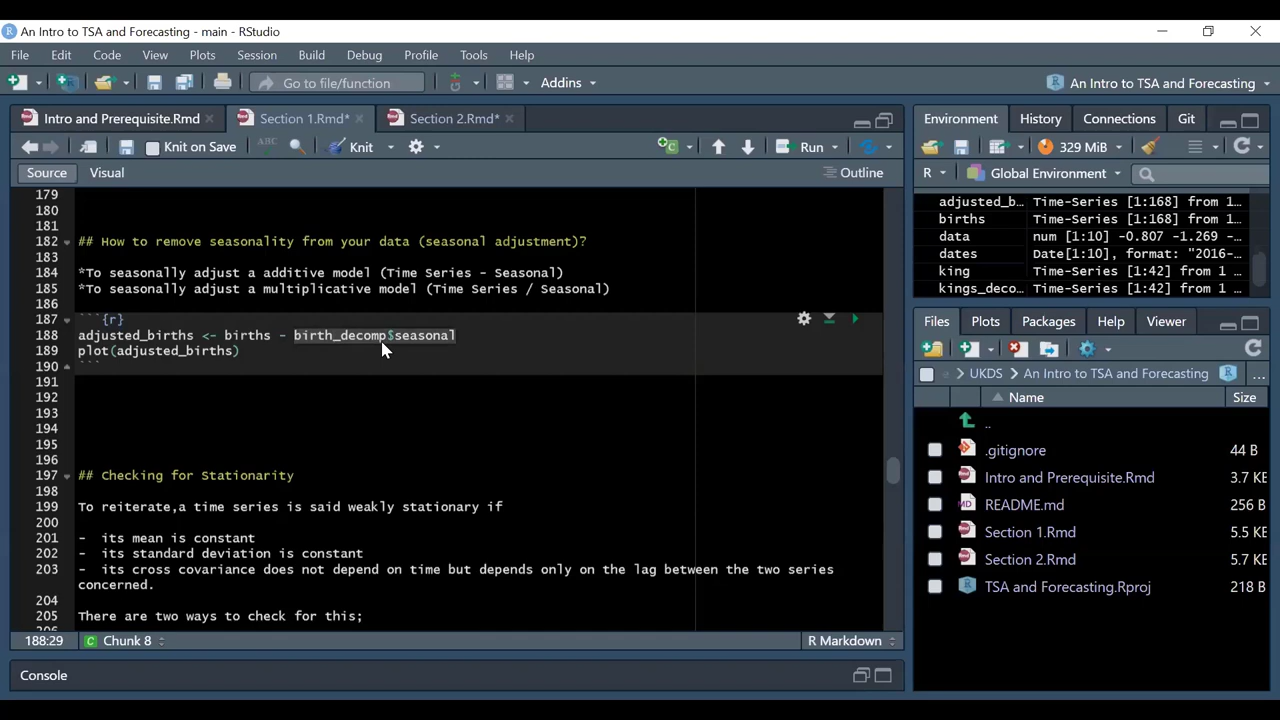 An Intro to TSA and Forecasting - main - RStudio
File Edit Code View Plots Session Build Debug Profile Tools Help
Go to file/function Addins An Intro to TSA and Forecasting
Intro and Prerequisite.Rmd Section 1.Rmd* Section 2.Rmd*
Knit on Save ABC Knit Run
Source Visual Outline
179
180
181
182 ## How to remove seasonality from your data (seasonal adjustment)?
183
184 *To seasonally adjust a additive model (Time Series - Seasonal)
185 *To seasonally adjust a multiplicative model (Time Series / Seasonal)
186
187 ```{r}
188 adjusted_births <- births - birth_decomp$seasonal
189 plot(adjusted_births)
190 ```
191
192
193
194
195
196
197 ## Checking for Stationarity
198
199 To reiterate,a time series is said weakly stationary if
200
201 - its mean is constant
202 - its standard deviation is constant
203 - its cross covariance does not depend on time but depends only on the lag between the two series
concerned.
204
205 There are two ways to check for this;
188:29 Chunk 8 R Markdown
Console
Environment History Connections Git
329 MiB
R Global Environment
adjusted_b… Time-Series [1:168] from 1…
births Time-Series [1:168] from 1…
data num [1:10] -0.807 -1.269 -…
dates Date[1:10], format: "2016-…
king Time-Series [1:42] from 1 …
kings_deco… Time-Series [1:42] from 1 …
Files Plots Packages Help Viewer
UKDS An Intro to TSA and Forecasting …
Name Size
..
.gitignore 44 B
Intro and Prerequisite.Rmd 3.7 KE
README.md 256 B
Section 1.Rmd 5.5 KE
Section 2.Rmd 5.7 KE
TSA and Forecasting.Rproj 218 B